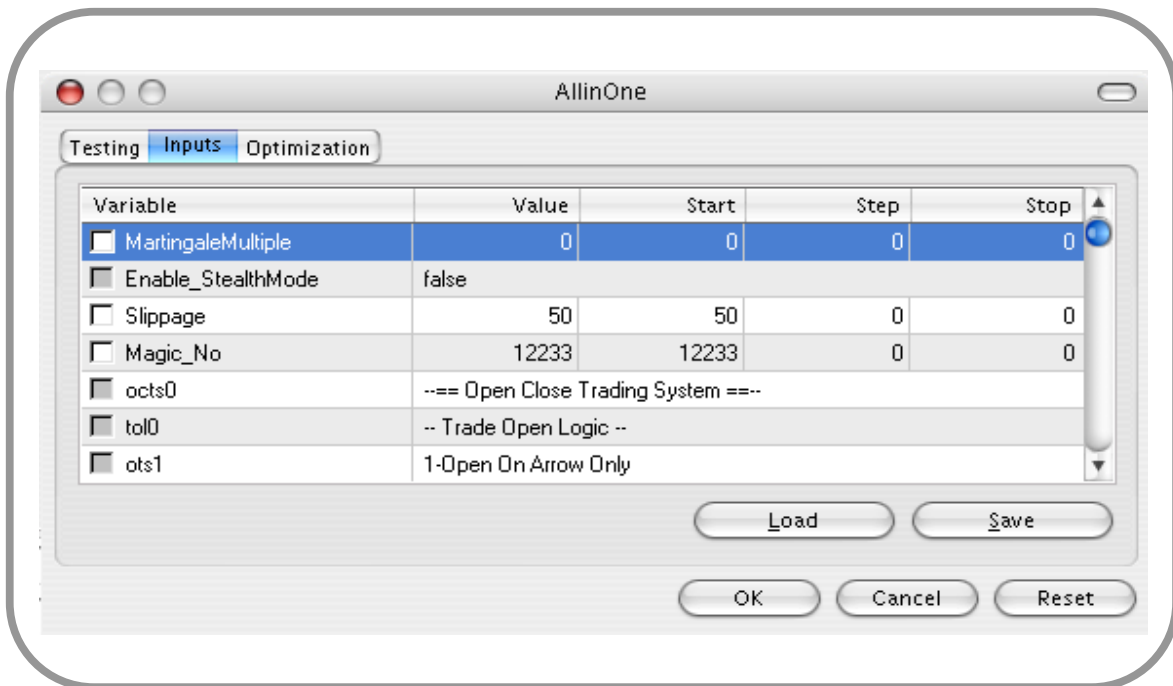 AllinOne
Testing Inputs Optimization
Variable Value Start Step Stop
MartingaleMultiple 0 0 0 0
Enable_StealthMode false
Slippage 50 50 0 0
Magic_No 12233 12233 0 0
octs0 --== Open Close Trading System ==--
tol0 -- Trade Open Logic --
ots1 1-Open On Arrow Only
Load Save
OK Cancel Reset